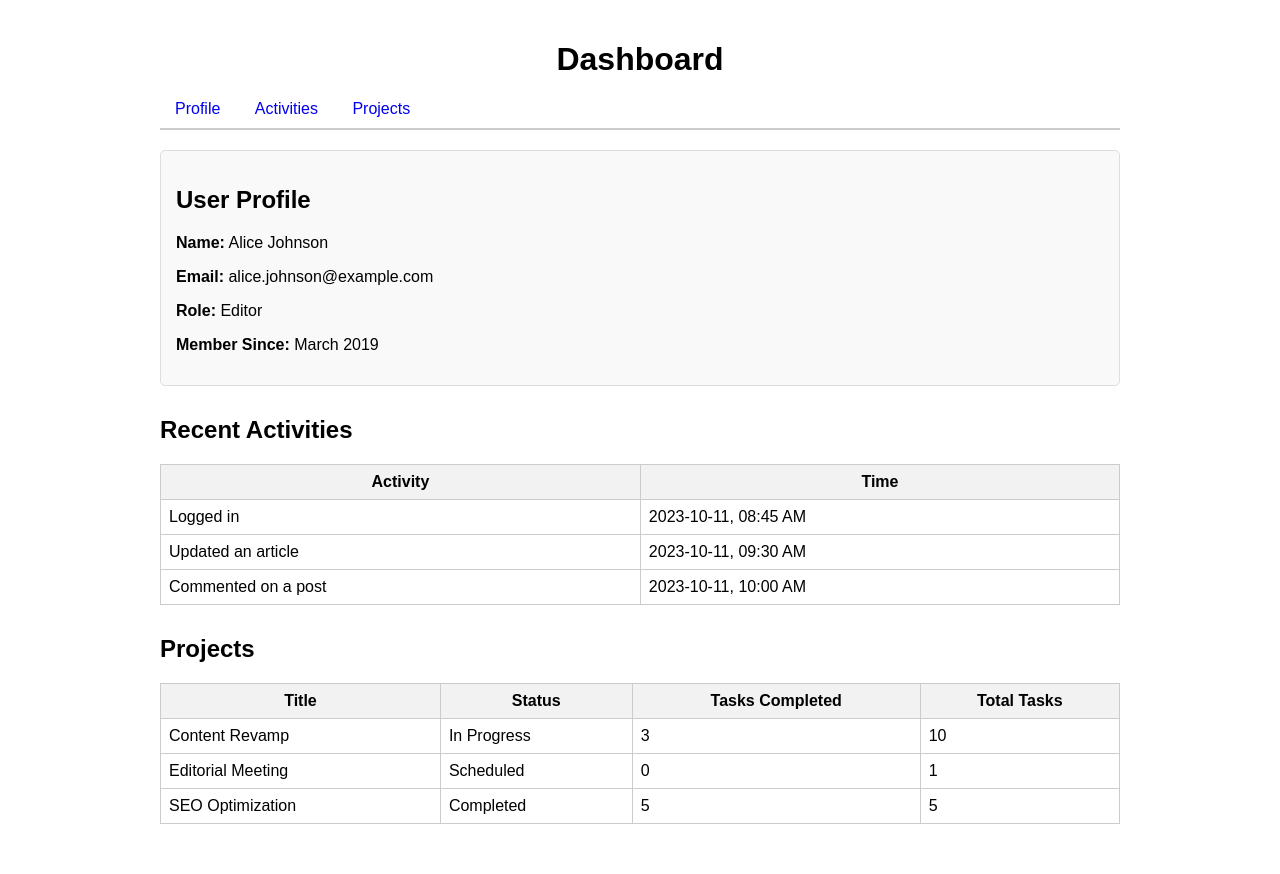 Dashboard
Profile Activities Projects
User Profile
Name: Alice Johnson
Email: alice.johnson@example.com
Role: Editor
Member Since: March 2019
Recent Activities
Activity Time
Logged in 2023-10-11, 08:45 AM
Updated an article 2023-10-11, 09:30 AM
Commented on a post 2023-10-11, 10:00 AM
Projects
Title Status Tasks Completed Total Tasks
Content Revamp In Progress 3 10
Editorial Meeting Scheduled 0 1
SEO Optimization Completed 5 5